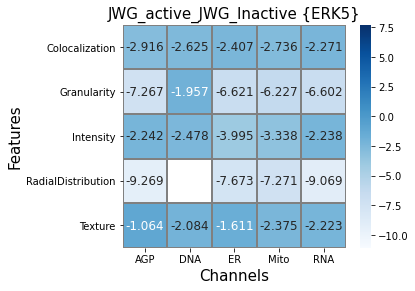 JWG_active_JWG_Inactive {ERK5}
Features
Colocalization -2.916 -2.625 -2.407 -2.736 -2.271
Granularity -7.267 -1.957 -6.621 -6.227 -6.602
Intensity -2.242 -2.478 -3.995 -3.338 -2.238
RadialDistribution -9.269 -7.673 -7.271 -9.069
Texture -1.064 -2.084 -1.611 -2.375 -2.223
AGP DNA ER Mito RNA
Channels
7.5
5.0
2.5
0.0
-2.5
-5.0
-7.5
-10.0